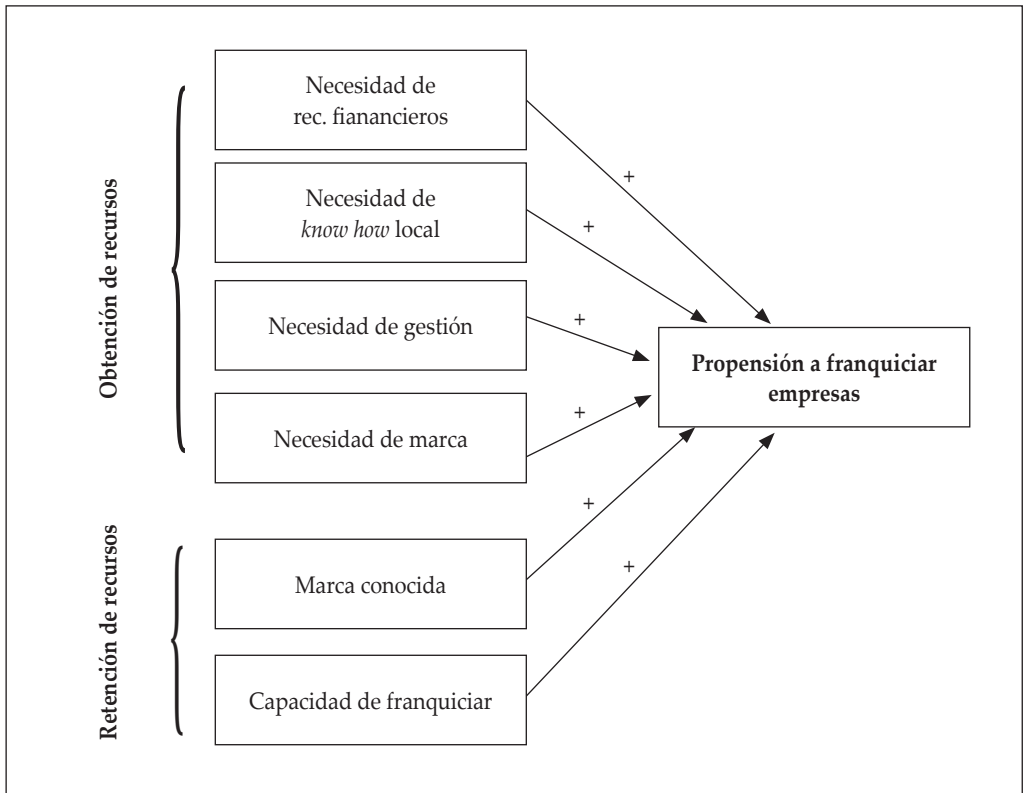 Obtención de recursos
Necesidad de
rec. fianancieros
+
Necesidad de
know how local
+
Necesidad de gestión
+
Necesidad de marca
+
Propensión a franquiciar
empresas
Retención de recursos
Marca conocida
+
Capacidad de franquiciar
+